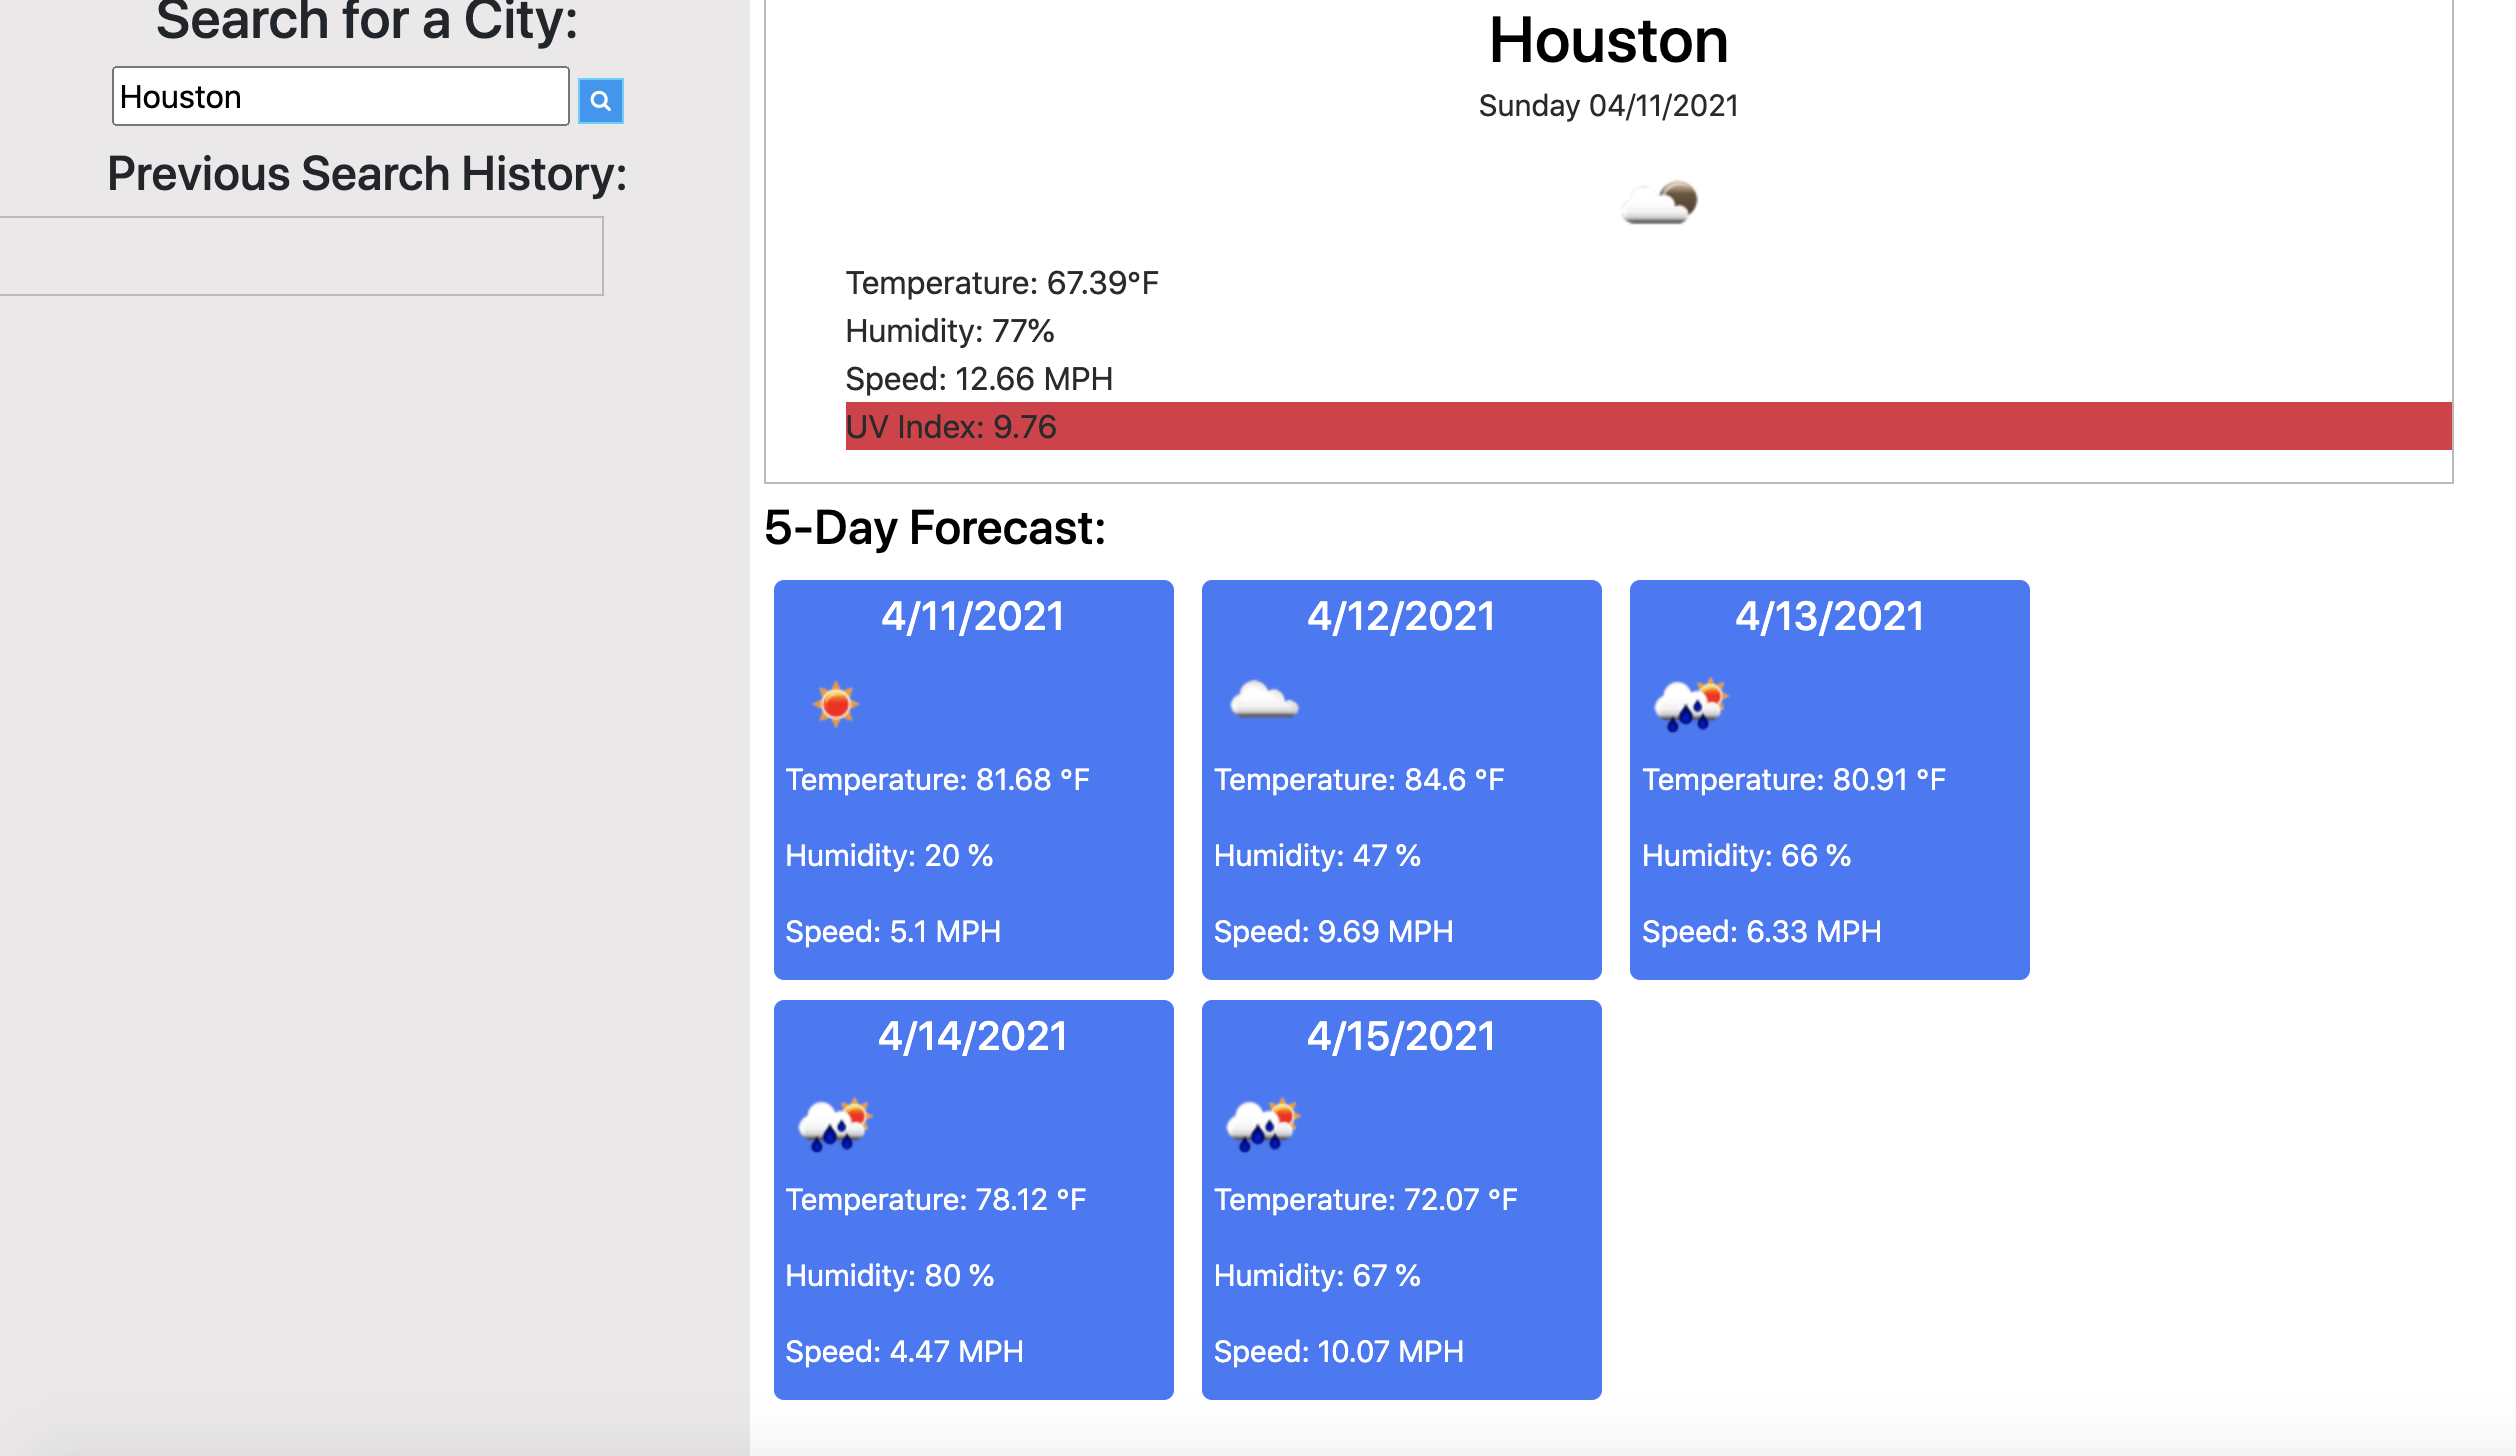 Search for a City:
Houston
Previous Search History:
Houston
Sunday 04/11/2021
Temperature: 67.39°F
Humidity: 77%
Speed: 12.66 MPH
UV Index: 9.76
5-Day Forecast:
4/11/2021
Temperature: 81.68 °F
Humidity: 20 %
Speed: 5.1 MPH
4/12/2021
Temperature: 84.6 °F
Humidity: 47 %
Speed: 9.69 MPH
4/13/2021
Temperature: 80.91 °F
Humidity: 66 %
Speed: 6.33 MPH
4/14/2021
Temperature: 78.12 °F
Humidity: 80 %
Speed: 4.47 MPH
4/15/2021
Temperature: 72.07 °F
Humidity: 67 %
Speed: 10.07 MPH